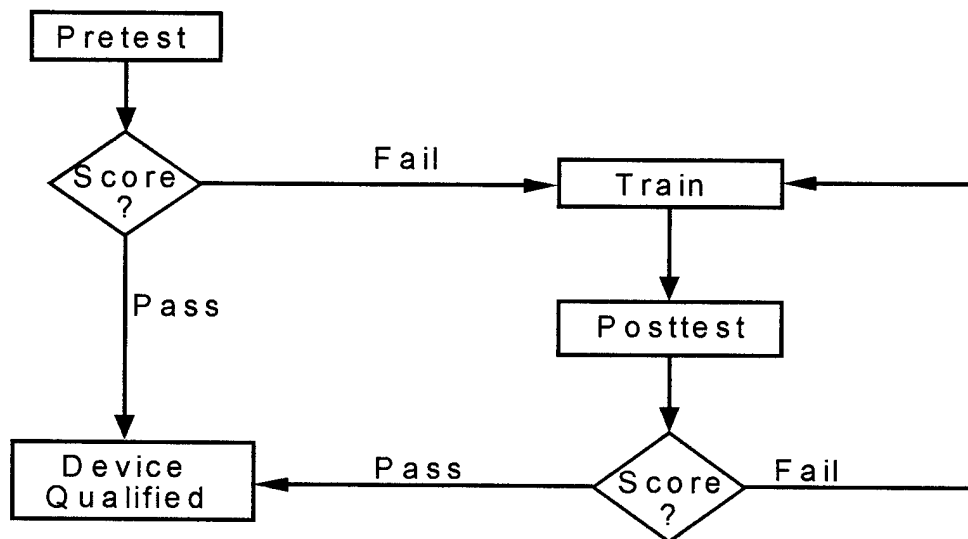 Pretest
Score
?
Fail
Train
Pass
Posttest
Device
Qualified
Pass
Score
?
Fail